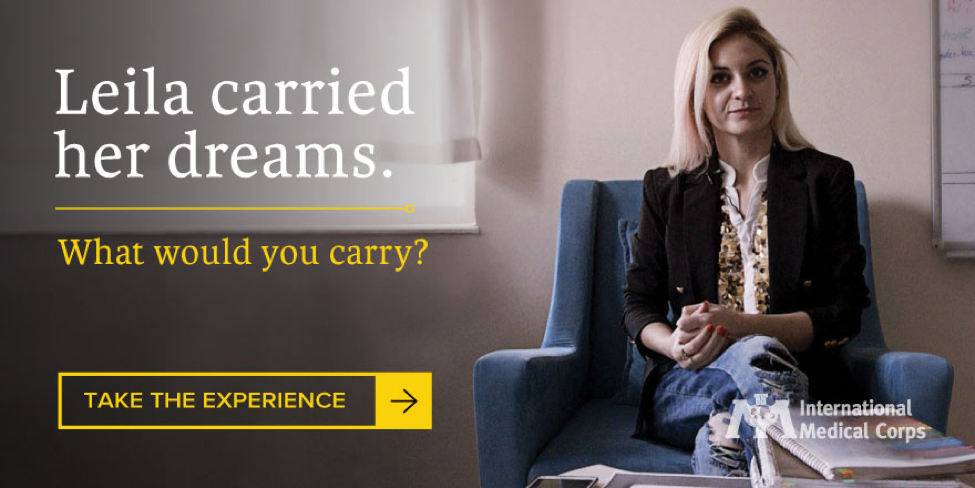 Leila carried
her dreams.
What would you carry?
TAKE THE EXPERIENCE
International
Medical Corps